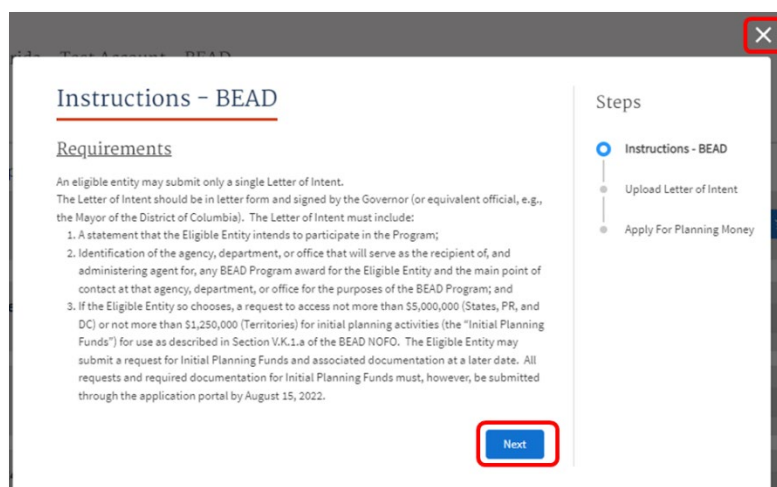 Instructions - BEAD
Requirements
An eligible entity may submit only a single Letter of Intent.
The Letter of Intent should be in letter form and signed by the Governor (or equivalent official, e.g.,
the Mayor of the District of Columbia). The Letter of Intent must include:
1. A statement that the Eligible Entity intends to participate in the Program;
2. Identification of the agency, department, or office that will serve as the recipient of, and
administering agent for, any BEAD Program award for the Eligible Entity and the main point of
contact at that agency, department, or office for the purposes of the BEAD Program; and
3. If the Eligible Entity so chooses, a request to access not more than $5,000,000 (States, PR, and
DC) or not more than $1,250,000 (Territories) for initial planning activities (the “Initial Planning
Funds”) for use as described in Section V.K.1.a of the BEAD NOFO. The Eligible Entity may
submit a request for Initial Planning Funds and associated documentation at a later date. All
requests and required documentation for Initial Planning Funds must, however, be submitted
through the application portal by August 15, 2022.
Next
Steps
Instructions - BEAD
Upload Letter of Intent
Apply For Planning Money